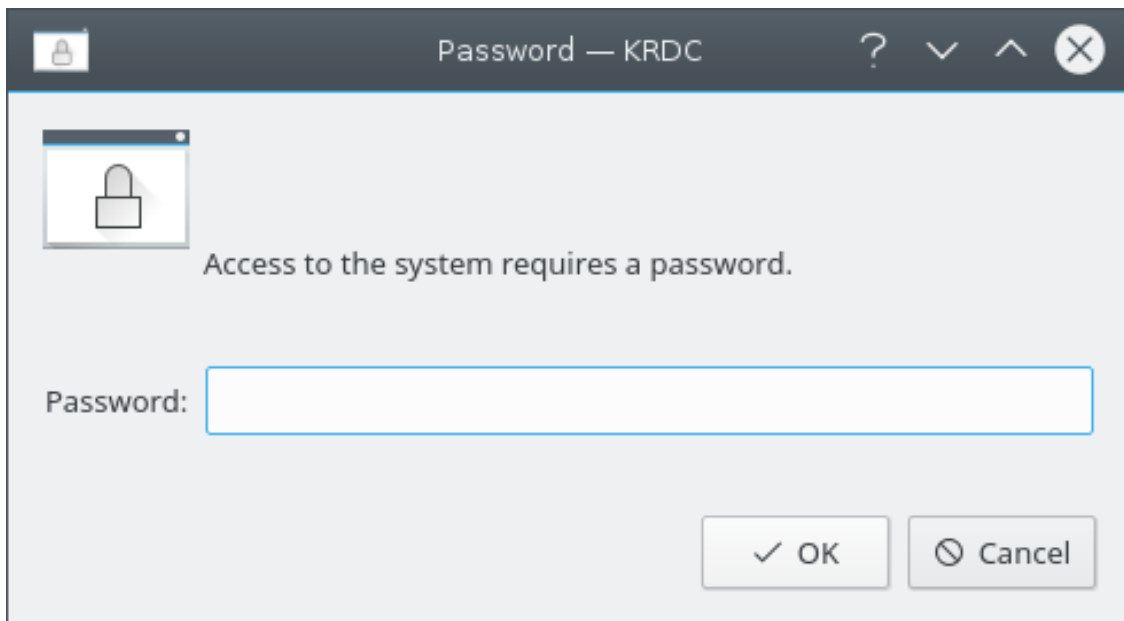 Password — KRDC
Access to the system requires a password.
Password:
OK
Cancel